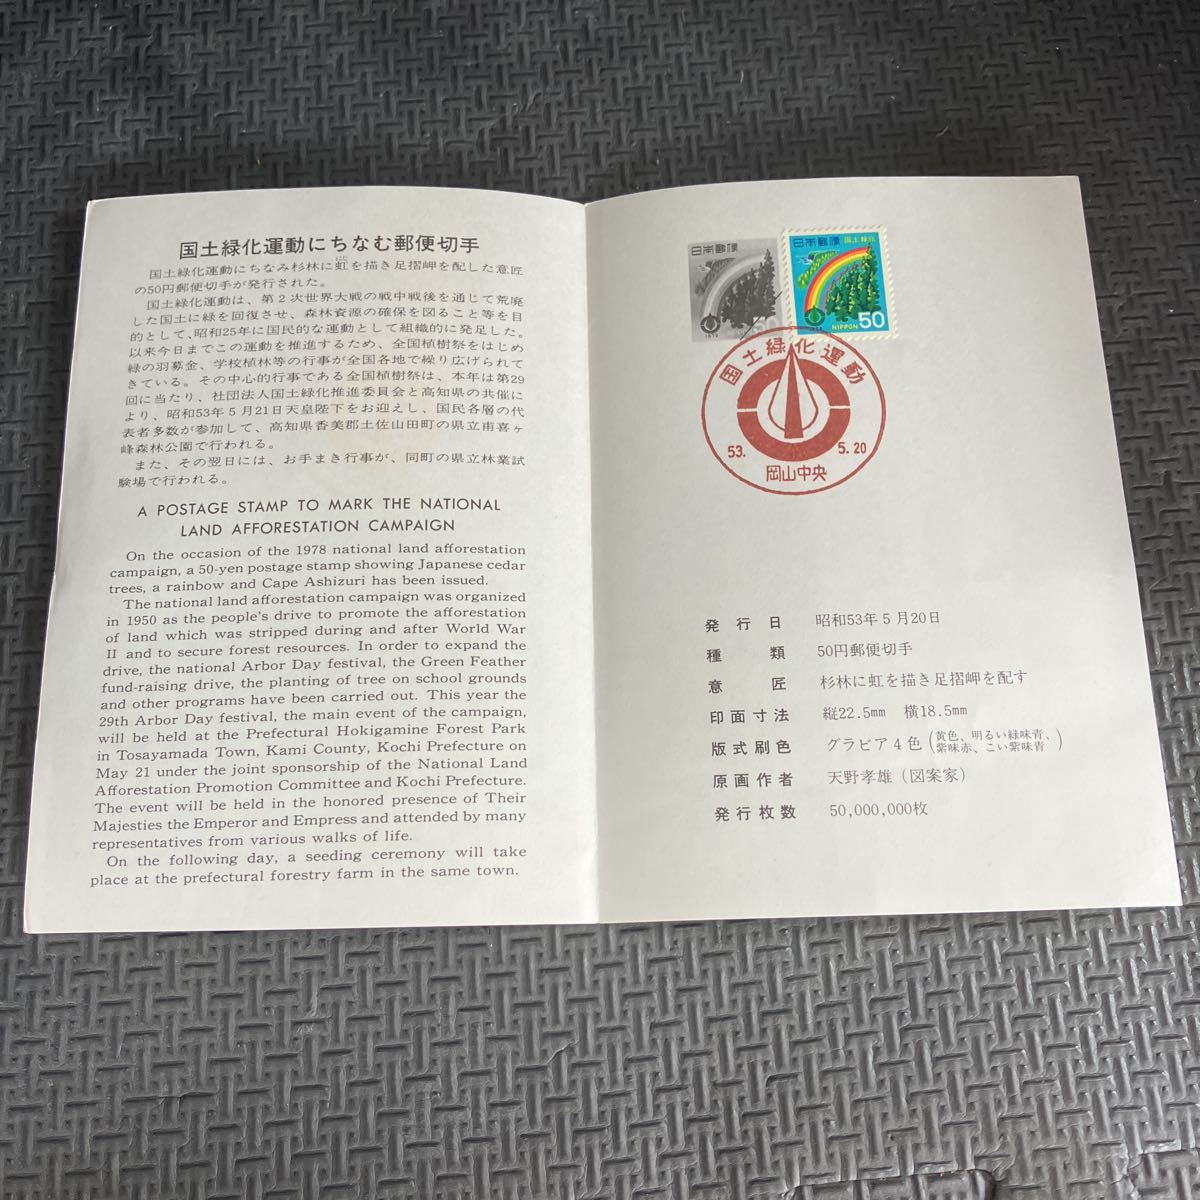 国土緑化運動にちなむ郵便切手
国土緑化運動にちなみ杉林に虹を描き足摺岬を配した意匠
の50円郵便切手が発行された。
国土緑化運動は、第2次世界大戦の戦中戦後を通じて荒廃
した国土に緑を回復させ、森林資源の確保を図ること等を目
的として、昭和25年に国民的な運動として組織的に発足した。
以来今日までこの運動を推進するため、全国植樹祭をはじめ
緑の羽募金、学校植林等の行事が全国各地で繰り広げられて
きている。その中心的行事である全国植樹祭は、本年は第29
回に当たり、社団法人国土緑化推進委員会と高知県の共催に
より、昭和53年5月21日天皇陛下をお迎えし、国民各層の代
表者多数が参加して、高知県香美郡土佐山田町の県立甫喜ヶ
峰森林公園で行われる。
また、その翌日には、お手まき行事が、同町の県立林業試
験場で行われる。
A POSTAGE STAMP TO MARK THE NATIONAL
LAND AFFORESTATION CAMPAIGN
On the occasion of the 1978 national land afforestation
campaign, a 50-yen postage stamp showing Japanese cedar
trees, a rainbow and Cape Ashizuri has been issued.
The national land afforestation campaign was organized
in 1950 as the people's drive to promote the afforestation
of land which was stripped during and after World War
II and to secure forest resources. In order to expand the
drive, the national Arbor Day festival, the Green Feather
fund-raising drive, the planting of tree on school grounds
and other programs have been carried out. This year the
29th Arbor Day festival, the main event of the campaign,
will be held at the Prefectural Hokigamine Forest Park
in Tosayamada Town, Kami County, Kochi Prefecture on
May 21 under the joint sponsorship of the National Land
Afforestation Promotion Committee and Kochi Prefecture.
The event will be held in the honored presence of Their
Majesties the Emperor and Empress and attended by many
representatives from various walks of life.
On the following day, a seeding ceremony will take
place at the prefectural forestry farm in the same town.
日本郵便
1978
日本郵便 国土緑化
1978 NIPPON 50
国土緑化運動
53. 5.20
岡山中央
発行日 昭和53年5月20日
種類 50円郵便切手
意匠 杉林に虹を描き足摺岬を配す
印面寸法 縦22.5mm 横18.5mm
版式刷色 グラビア4色(黄色、明るい緑味青、紫味赤、こい紫味青)
原画作者 天野孝雄(図案家)
発行枚数 50,000,000枚